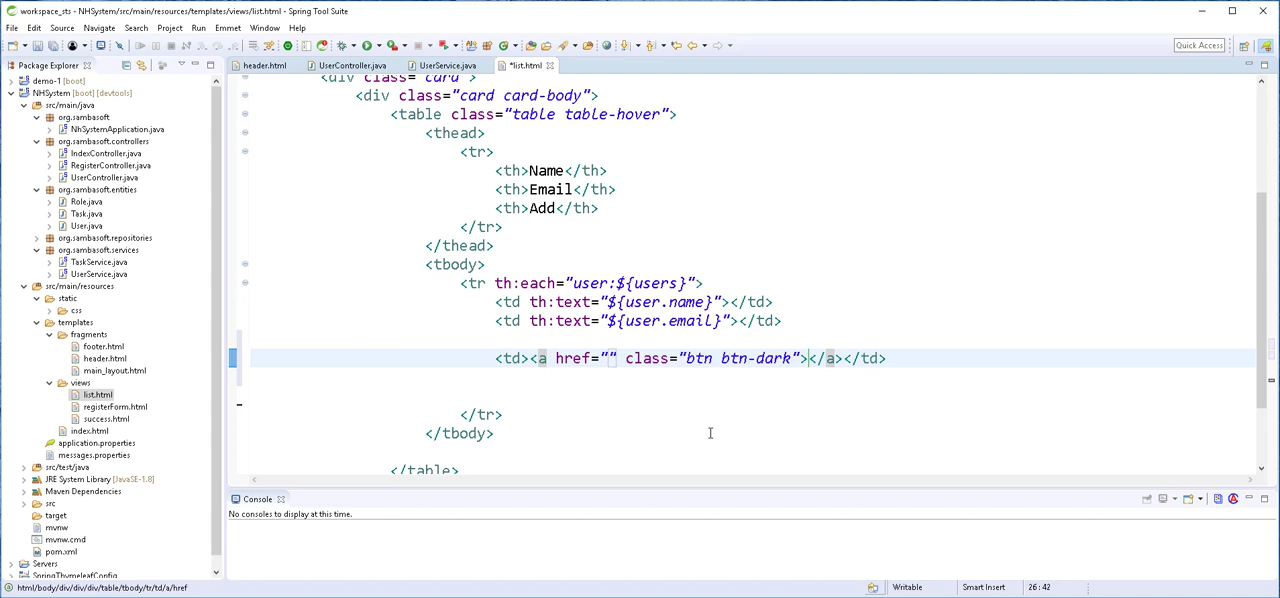 workspace_sts - NHSystem/src/main/resources/templates/views/list.html - Spring Tool Suite
File Edit Source Navigate Search Project Run Emmet Window Help
Quick Access
Package Explorer
header.html UserController.java UserService.java *list.html
demo-1 [boot]
NHSystem [boot] [devtools]
src/main/java
org.sambasoft
NhSystemApplication.java
org.sambasoft.controllers
IndexController.java
RegisterController.java
UserController.java
org.sambasoft.entities
Role.java
Task.java
User.java
org.sambasoft.repositories
org.sambasoft.services
TaskService.java
UserService.java
src/main/resources
static
css
templates
fragments
footer.html
header.html
main_layout.html
views
list.html
registerForm.html
success.html
index.html
application.properties
messages.properties
src/test/java
JRE System Library [JavaSE-1.8]
Maven Dependencies
src
target
mvnw
mvnw.cmd
pom.xml
Servers
SpringThymeleafConfig
<div class="card">
<div class="card card-body">
<table class="table table-hover">
<thead>
<tr>
<th>Name</th>
<th>Email</th>
<th>Add</th>
</tr>
</thead>
<tbody>
<tr th:each="user:${users}">
<td th:text="${user.name}"></td>
<td th:text="${user.email}"></td>
<td><a href="" class="btn btn-dark"></a></td>
</tr>
</tbody>
</table>
Console
No consoles to display at this time.
html/body/div/div/div/table/tbody/tr/td/a/href Writable Smart Insert 26:42